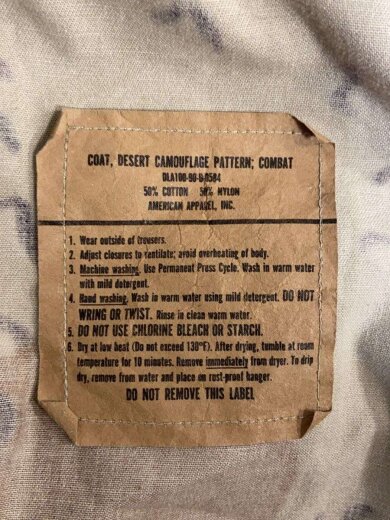 COAT, DESERT CAMOUFLAGE PATTERN; COMBAT
50% COTTON 50% NYLON
AMERICAN APPAREL, INC.
1. Wear outside of trousers.
2. Adjust closures to ventilate; avoid overheating of body.
3. Machine washing. Use Permanent Press Cycle. Wash in warm water
with mild detergent.
4. Hand washing. Wash in warm water using mild detergent. DO NOT
WRING OR TWIST. Rinse in clean warm water.
5. DO NOT USE CHLORINE BLEACH OR STARCH.
6. Dry at low heat (Do not exceed 130°F). After drying, tumble at room
temperature for 10 minutes. Remove immediately from dryer. To drip
dry, remove from water and place on rust-proof hanger.
DO NOT REMOVE THIS LABEL